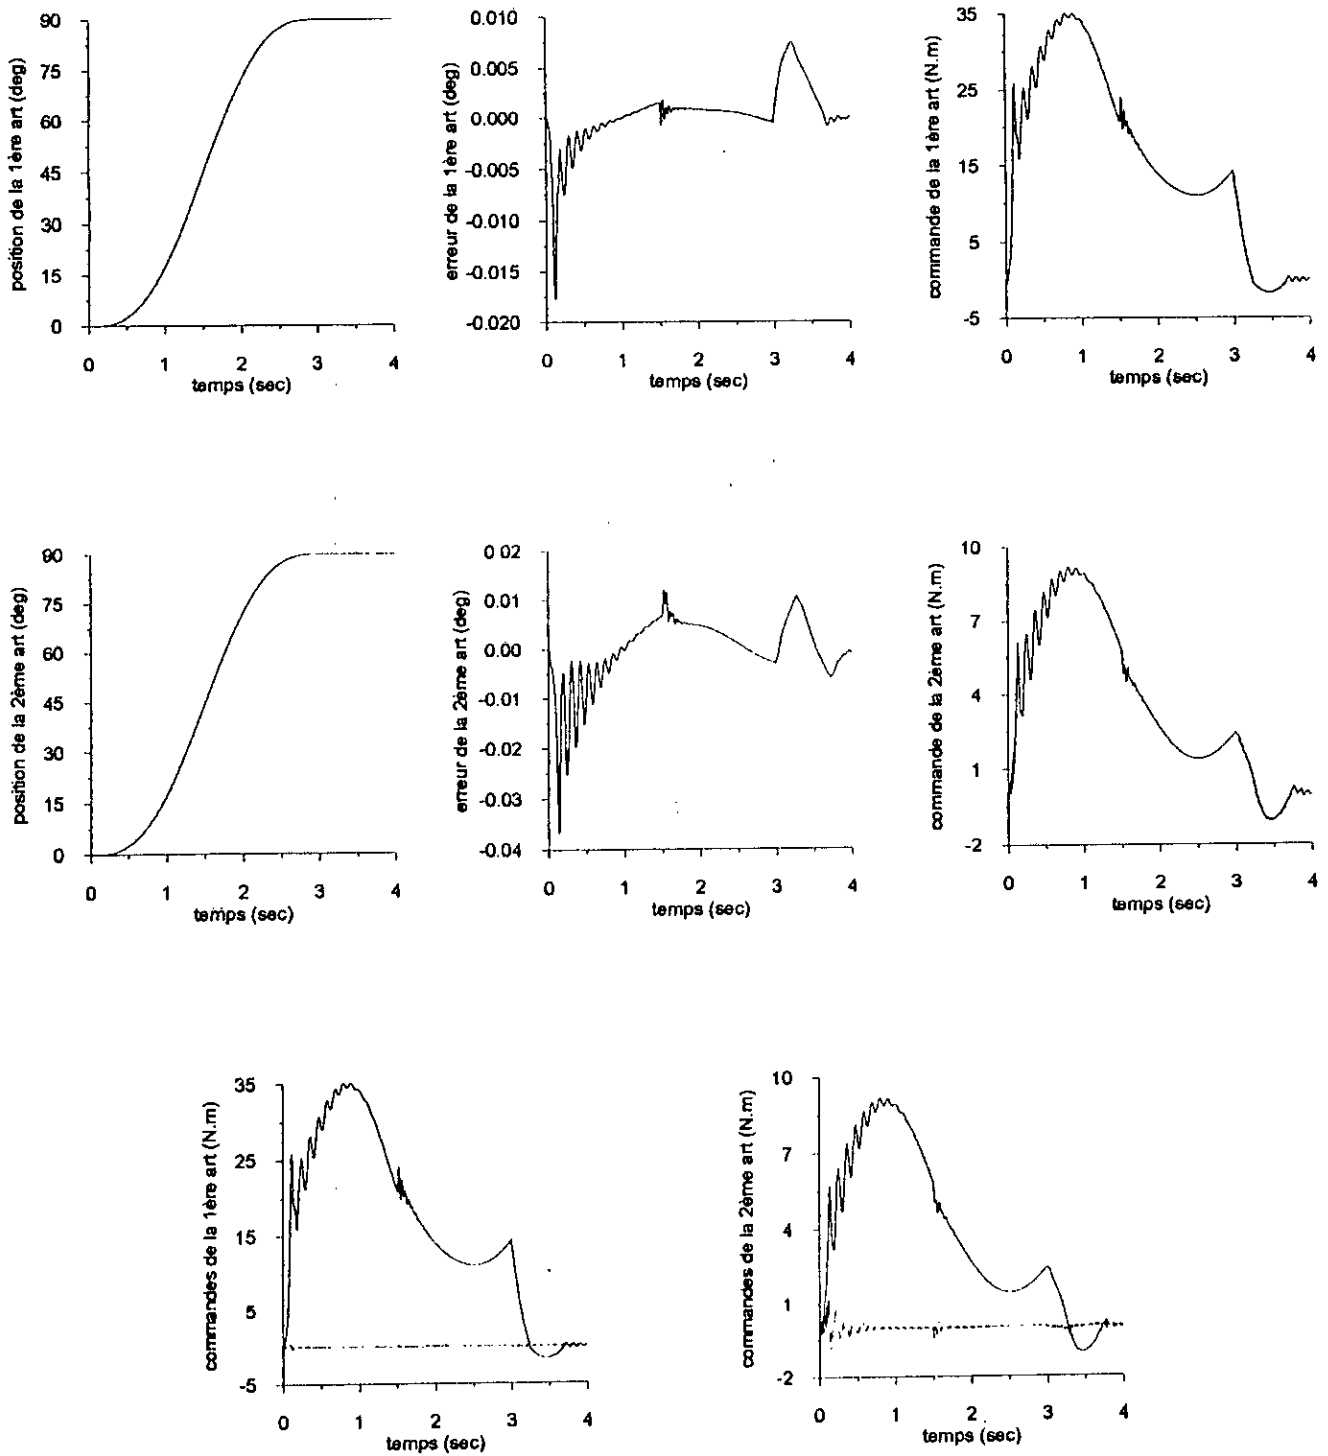 position de la 1ère art (deg)
90
75
60
45
30
15
0
0 1 2 3 4
temps (sec)
erreur de la 1ère art (deg)
0.010
0.005
0.000
-0.005
-0.010
-0.015
-0.020
0 1 2 3 4
temps (sec)
commande de la 1ère art (N.m)
35
25
15
5
-5
0 1 2 3 4
temps (sec)
position de la 2ème art (deg)
90
75
60
45
30
15
0
0 1 2 3 4
temps (sec)
erreur de la 2ème art (deg)
0.02
0.01
0.00
-0.01
-0.02
-0.03
-0.04
0 1 2 3 4
temps (sec)
commande de la 2ème art (N.m)
10
7
4
1
-2
0 1 2 3 4
temps (sec)
commandes de la 1ère art (N.m)
35
25
15
5
-5
0 1 2 3 4
temps (sec)
commandes de la 2ème art (N.m)
10
7
4
1
-2
0 1 2 3 4
temps (sec)